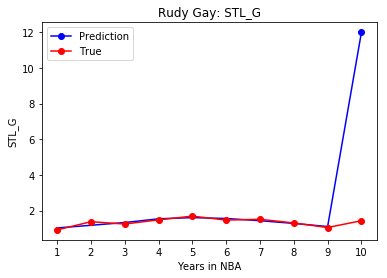 Rudy Gay: STL_G
Prediction
True
12
10
8
6
4
2
STL_G
1 2 3 4 5 6 7 8 9 10
Years in NBA